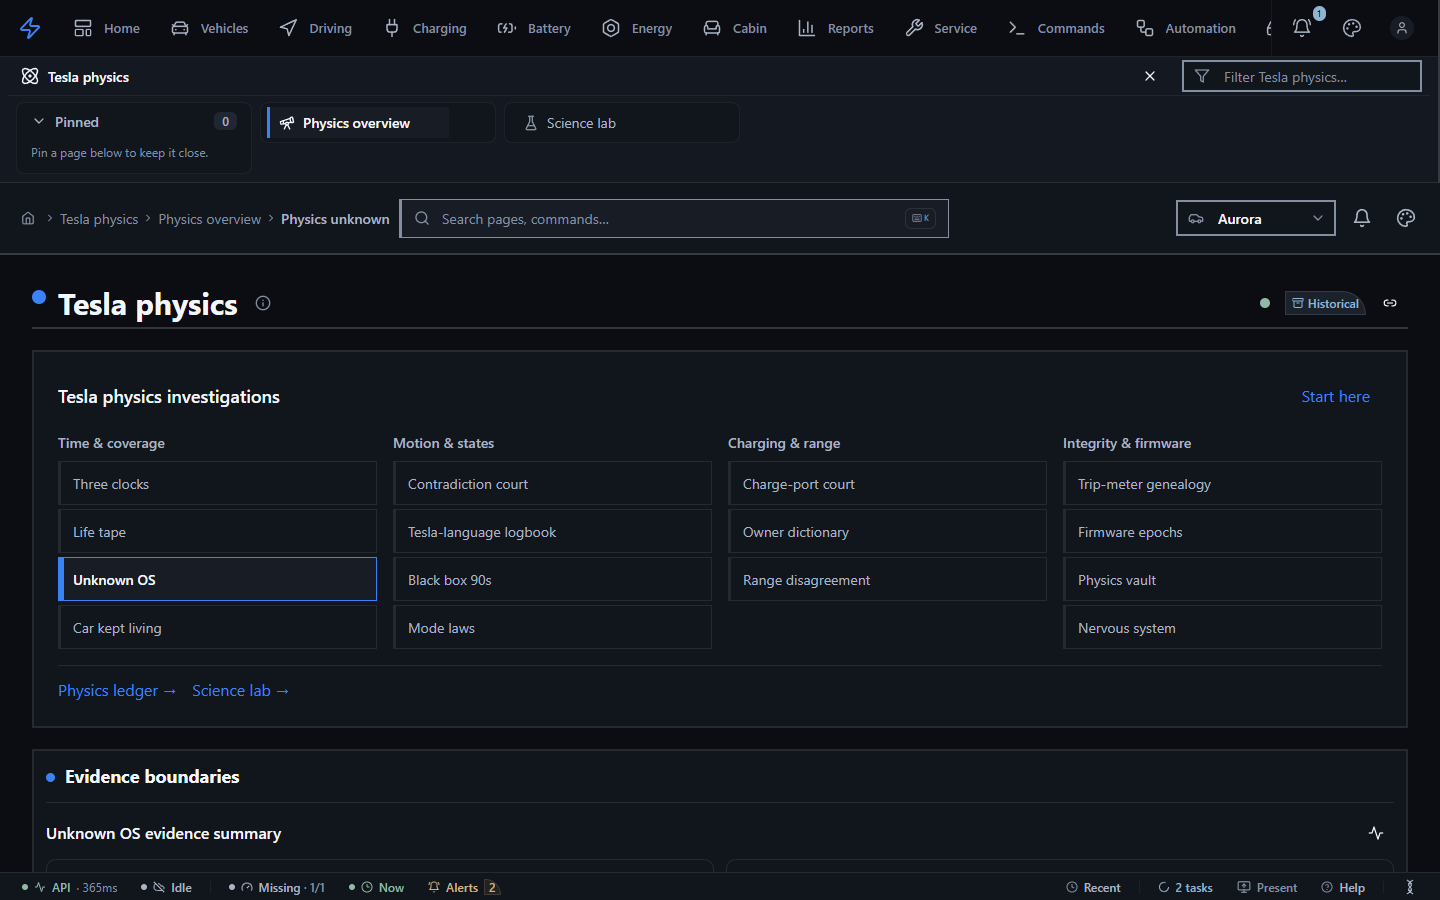 Home
Vehicles
Driving
Charging
Battery
Energy
Cabin
Reports
Service
Commands
Automation
1
Tesla physics
Filter Tesla physics...
Pinned
0
Pin a page below to keep it close.
Physics overview
Science lab
Tesla physics
Physics overview
Physics unknown
Search pages, commands...
K
Aurora
Tesla physics
Historical
Tesla physics investigations
Start here
Time & coverage
Three clocks
Life tape
Unknown OS
Car kept living
Motion & states
Contradiction court
Tesla-language logbook
Black box 90s
Mode laws
Charging & range
Charge-port court
Owner dictionary
Range disagreement
Integrity & firmware
Trip-meter genealogy
Firmware epochs
Physics vault
Nervous system
Physics ledger →
Science lab →
Evidence boundaries
Unknown OS evidence summary
API · 365ms
Idle
Missing · 1/1
Now
Alerts 2
Recent
2 tasks
Present
Help